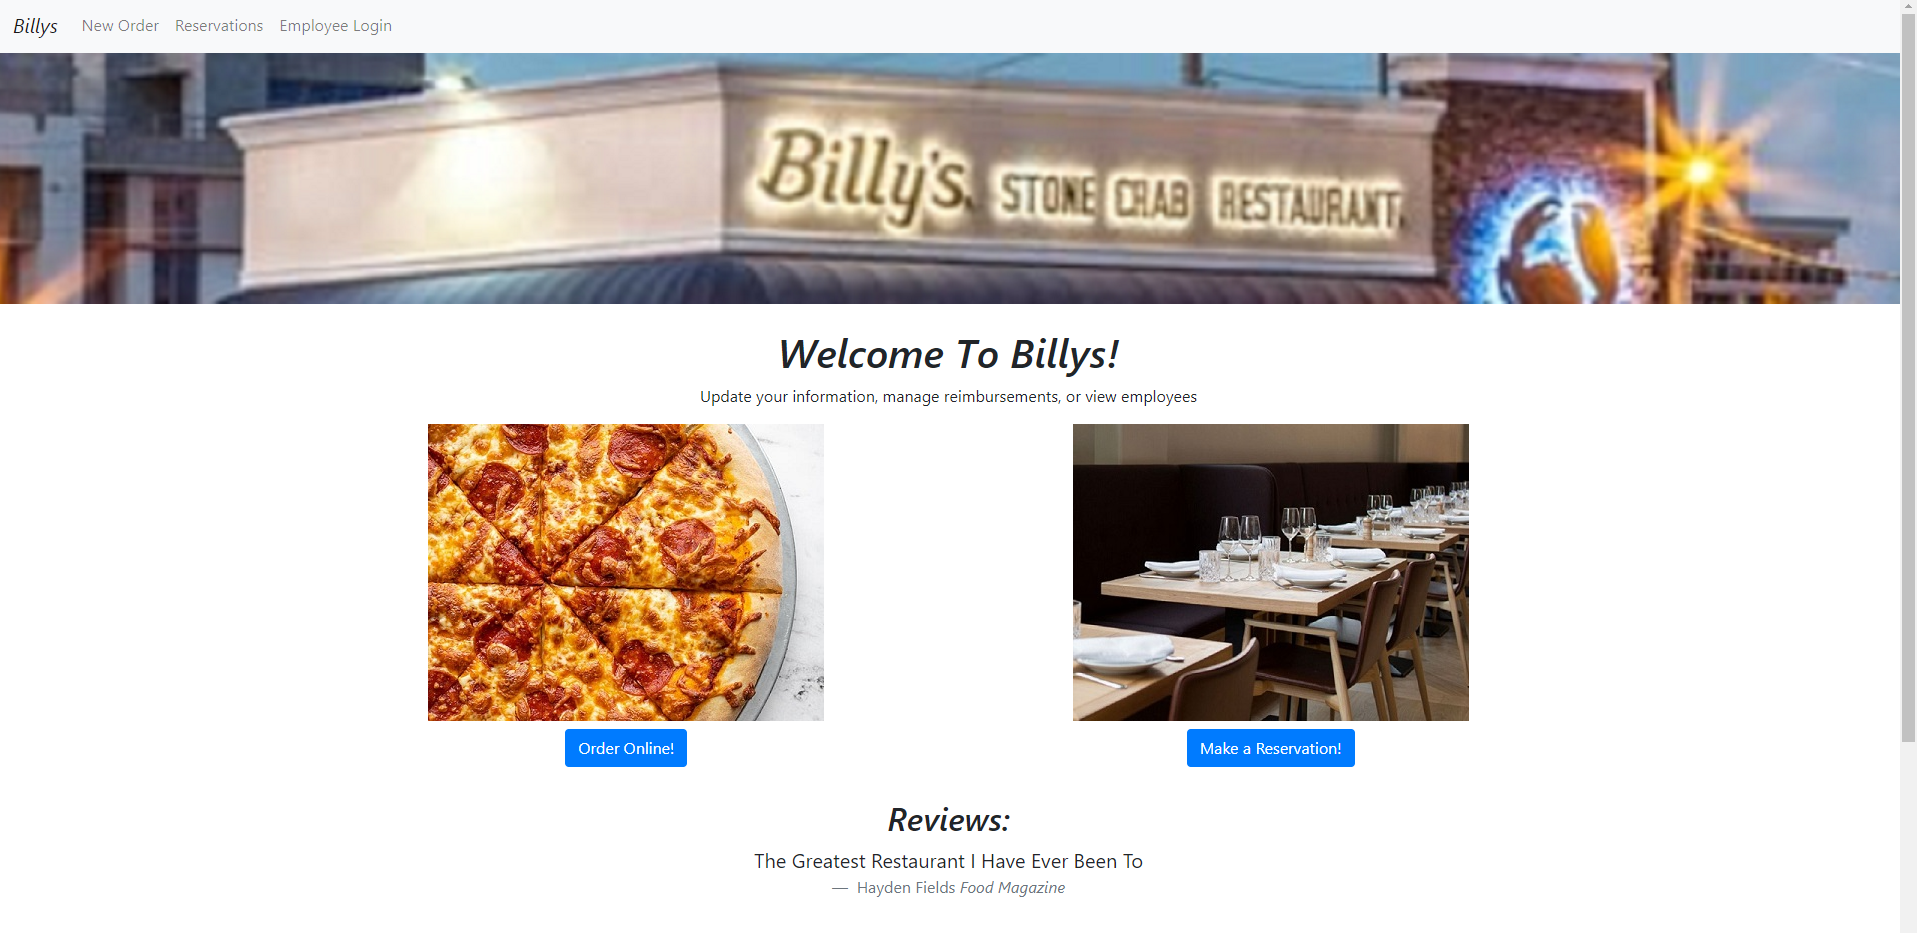 Billys New Order Reservations Employee Login
Billy's. STONE CRAB RESTAURANT.
Welcome To Billys!
Update your information, manage reimbursements, or view employees
Order Online! Make a Reservation!
Reviews:
The Greatest Restaurant I Have Ever Been To
— Hayden Fields Food Magazine